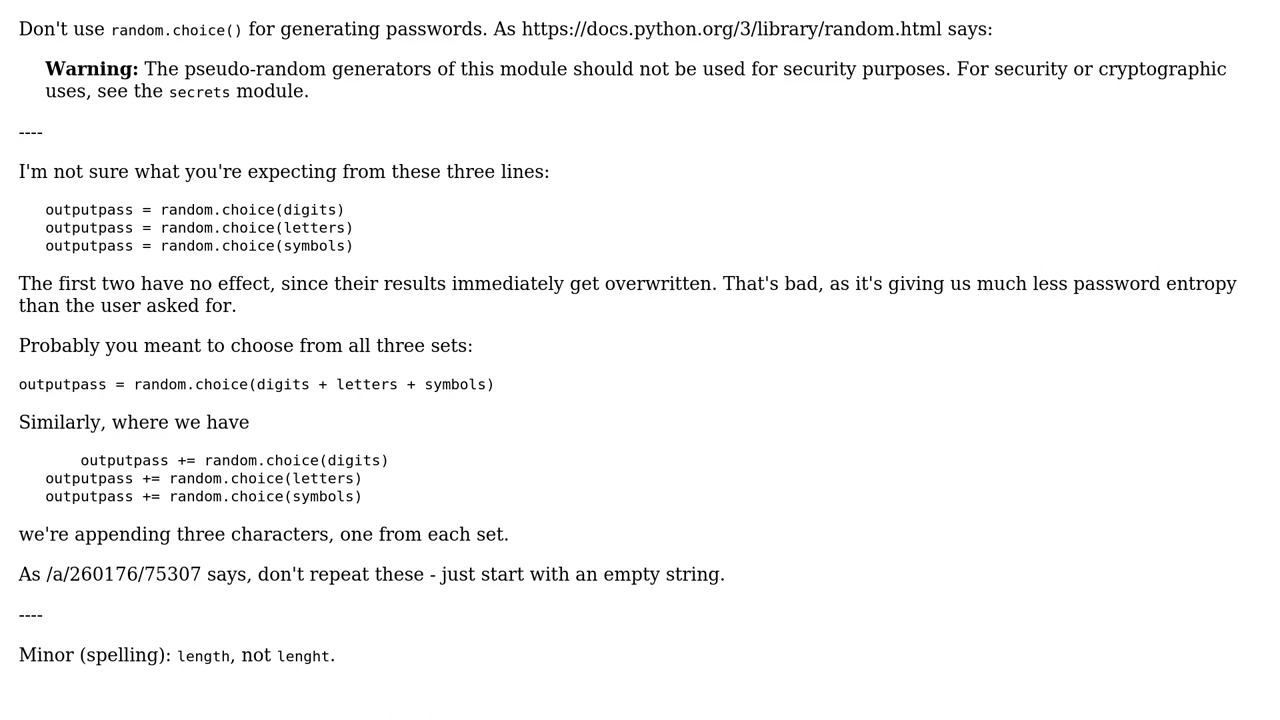 Don't use random.choice() for generating passwords. As https://docs.python.org/3/library/random.html says:
Warning: The pseudo-random generators of this module should not be used for security purposes. For security or cryptographic
uses, see the secrets module.
----
I'm not sure what you're expecting from these three lines:
outputpass = random.choice(digits)
outputpass = random.choice(letters)
outputpass = random.choice(symbols)
The first two have no effect, since their results immediately get overwritten. That's bad, as it's giving us much less password entropy
than the user asked for.
Probably you meant to choose from all three sets:
outputpass = random.choice(digits + letters + symbols)
Similarly, where we have
    outputpass += random.choice(digits)
outputpass += random.choice(letters)
outputpass += random.choice(symbols)
we're appending three characters, one from each set.
As /a/260176/75307 says, don't repeat these - just start with an empty string.
----
Minor (spelling): length, not lenght.